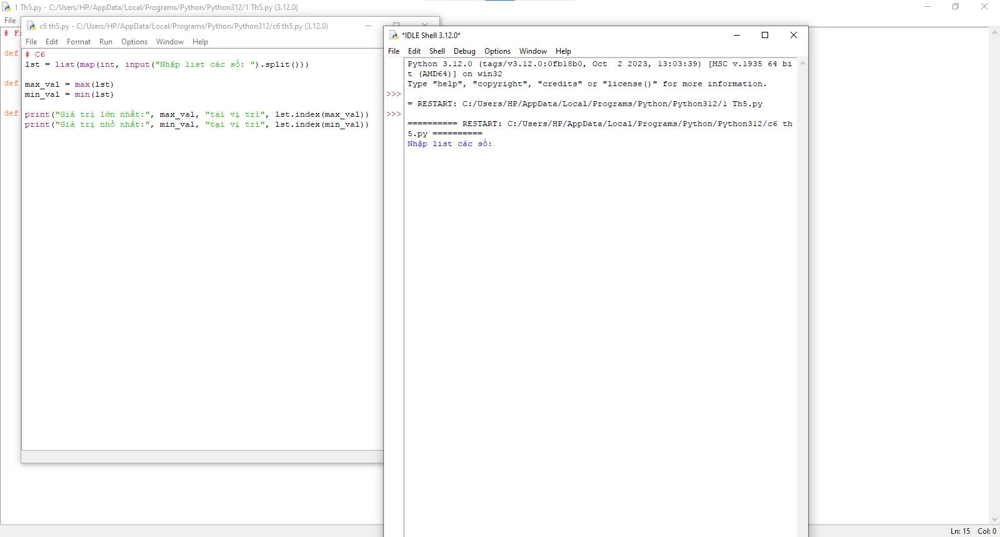 1 Th5.py - C:/Users/HP/AppData/Local/Programs/Python/Python312/1 Th5.py (3.12.0)
File
# Fi
def
def
def
c6 th5.py - C:/Users/HP/AppData/Local/Programs/Python/Python312/c6 th5.py (3.12.0)
File Edit Format Run Options Window Help
# C6
lst = list(map(int, input("Nhập list các số: ").split()))
max_val = max(lst)
min_val = min(lst)
print("Giá trị lớn nhất:", max_val, "tại vị trí", lst.index(max_val))
print("Giá trị nhỏ nhất:", min_val, "tại vị trí", lst.index(min_val))
*IDLE Shell 3.12.0*
File Edit Shell Debug Options Window Help
Python 3.12.0 (tags/v3.12.0:0fb18b0, Oct  2 2023, 13:03:39) [MSC v.1935 64 bi
t (AMD64)] on win32
Type "help", "copyright", "credits" or "license()" for more information.
>>>
= RESTART: C:/Users/HP/AppData/Local/Programs/Python/Python312/1 Th5.py
>>>
========== RESTART: C:/Users/HP/AppData/Local/Programs/Python/Python312/c6 th
5.py ==========
Nhập list các số:
Ln: 15 Col: 0